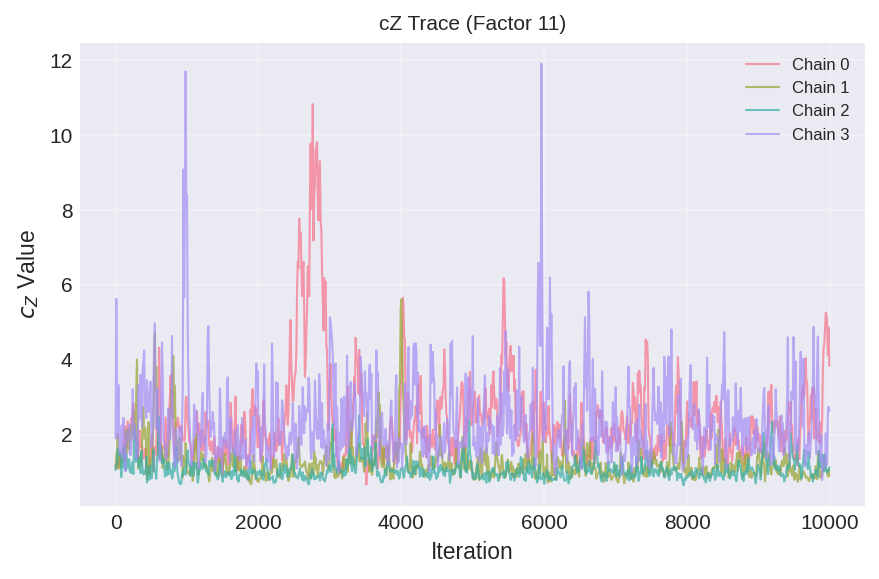 cZ Trace (Factor 11)
12
10
8
6
4
2
cZ Value
0
2000
4000
6000
8000
10000
Iteration
Chain 0
Chain 1
Chain 2
Chain 3